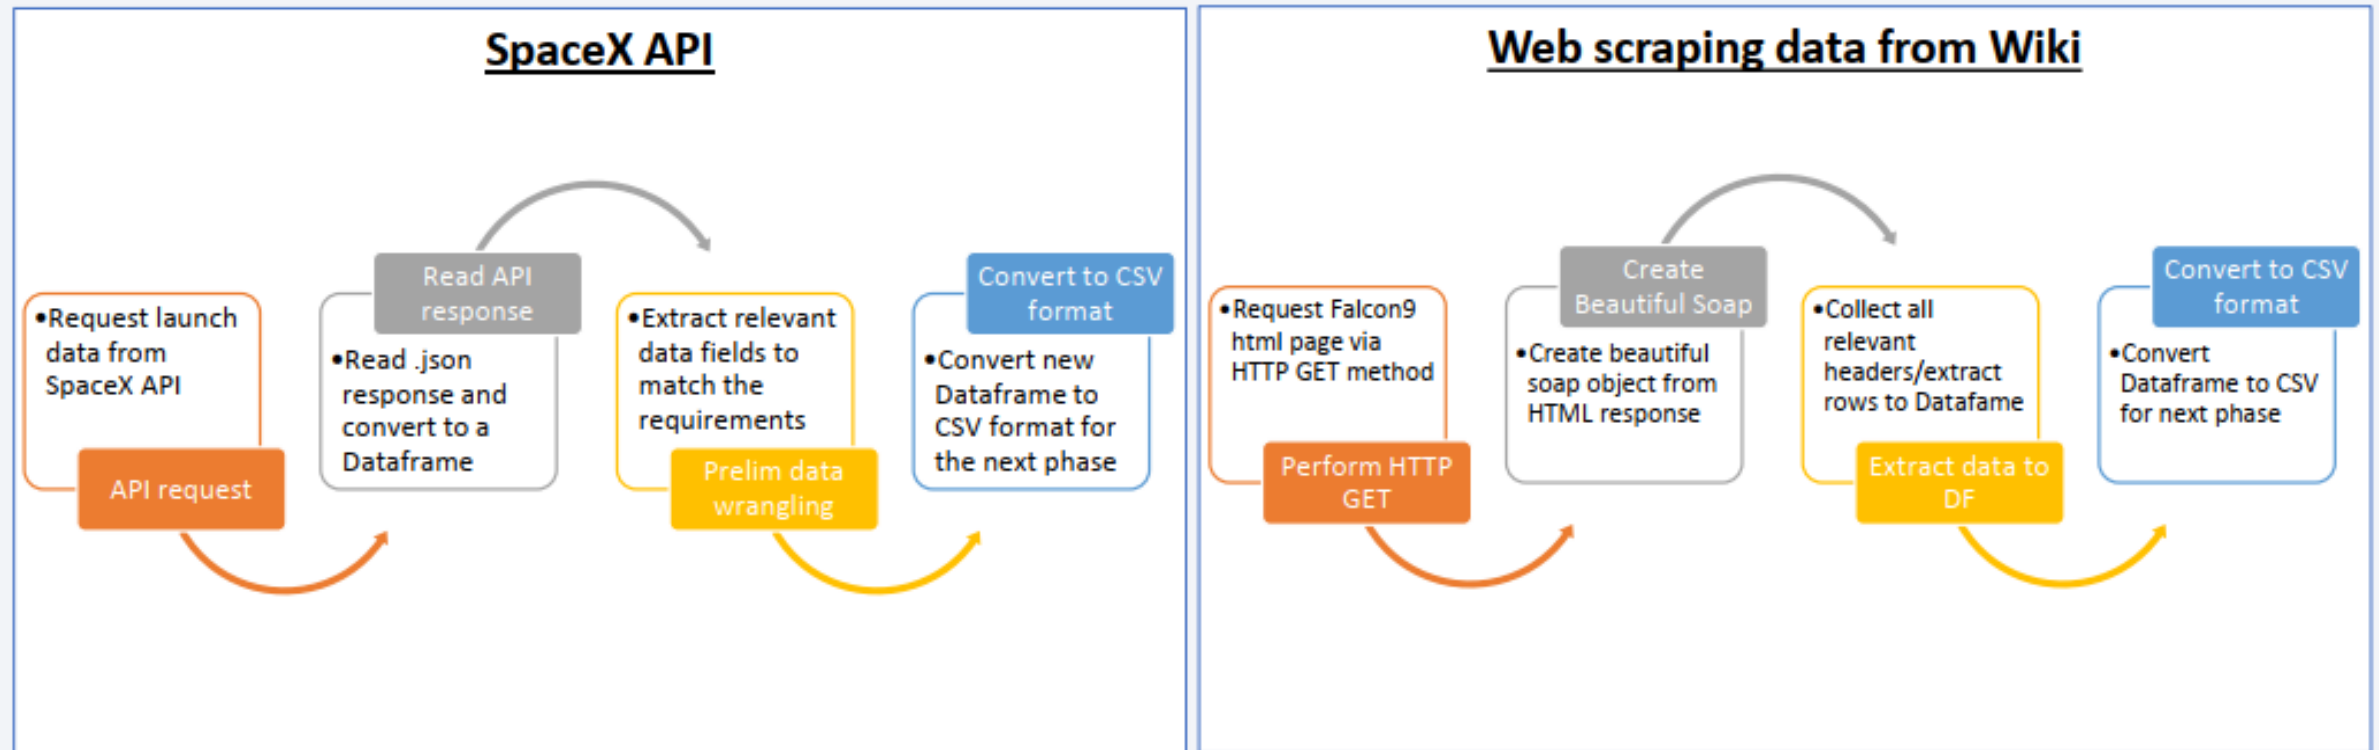 SpaceX API
•Request launch
data from
SpaceX API
API request
Read API
response
•Read .json
response and
convert to a
Dataframe
•Extract relevant
data fields to
match the
requirements
Prelim data
wrangling
Convert to CSV
format
•Convert new
Dataframe to
CSV format for
the next phase
Web scraping data from Wiki
•Request Falcon9
html page via
HTTP GET method
Perform HTTP
GET
Create
Beautiful Soap
•Create beautiful
soap object from
HTML response
•Collect all
relevant
headers/extract
rows to Datafame
Extract data to
DF
Convert to CSV
format
•Convert
Dataframe to CSV
for next phase